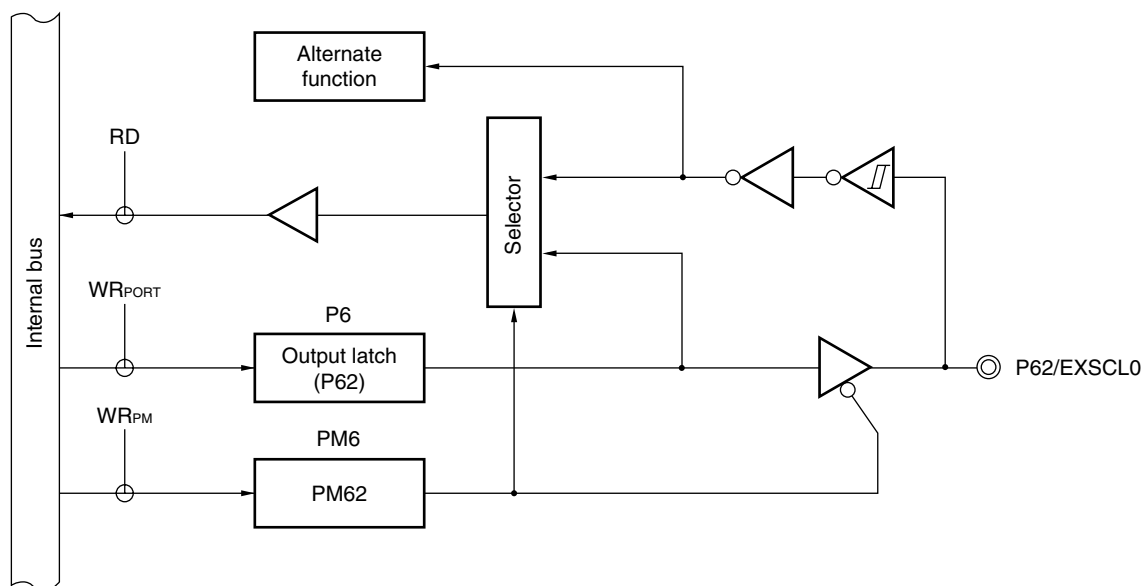 Alternate
function
RD
Selector
Internal bus
WRPORT
P6
Output latch
(P62)
P62/EXSCL0
WRPM
PM6
PM62